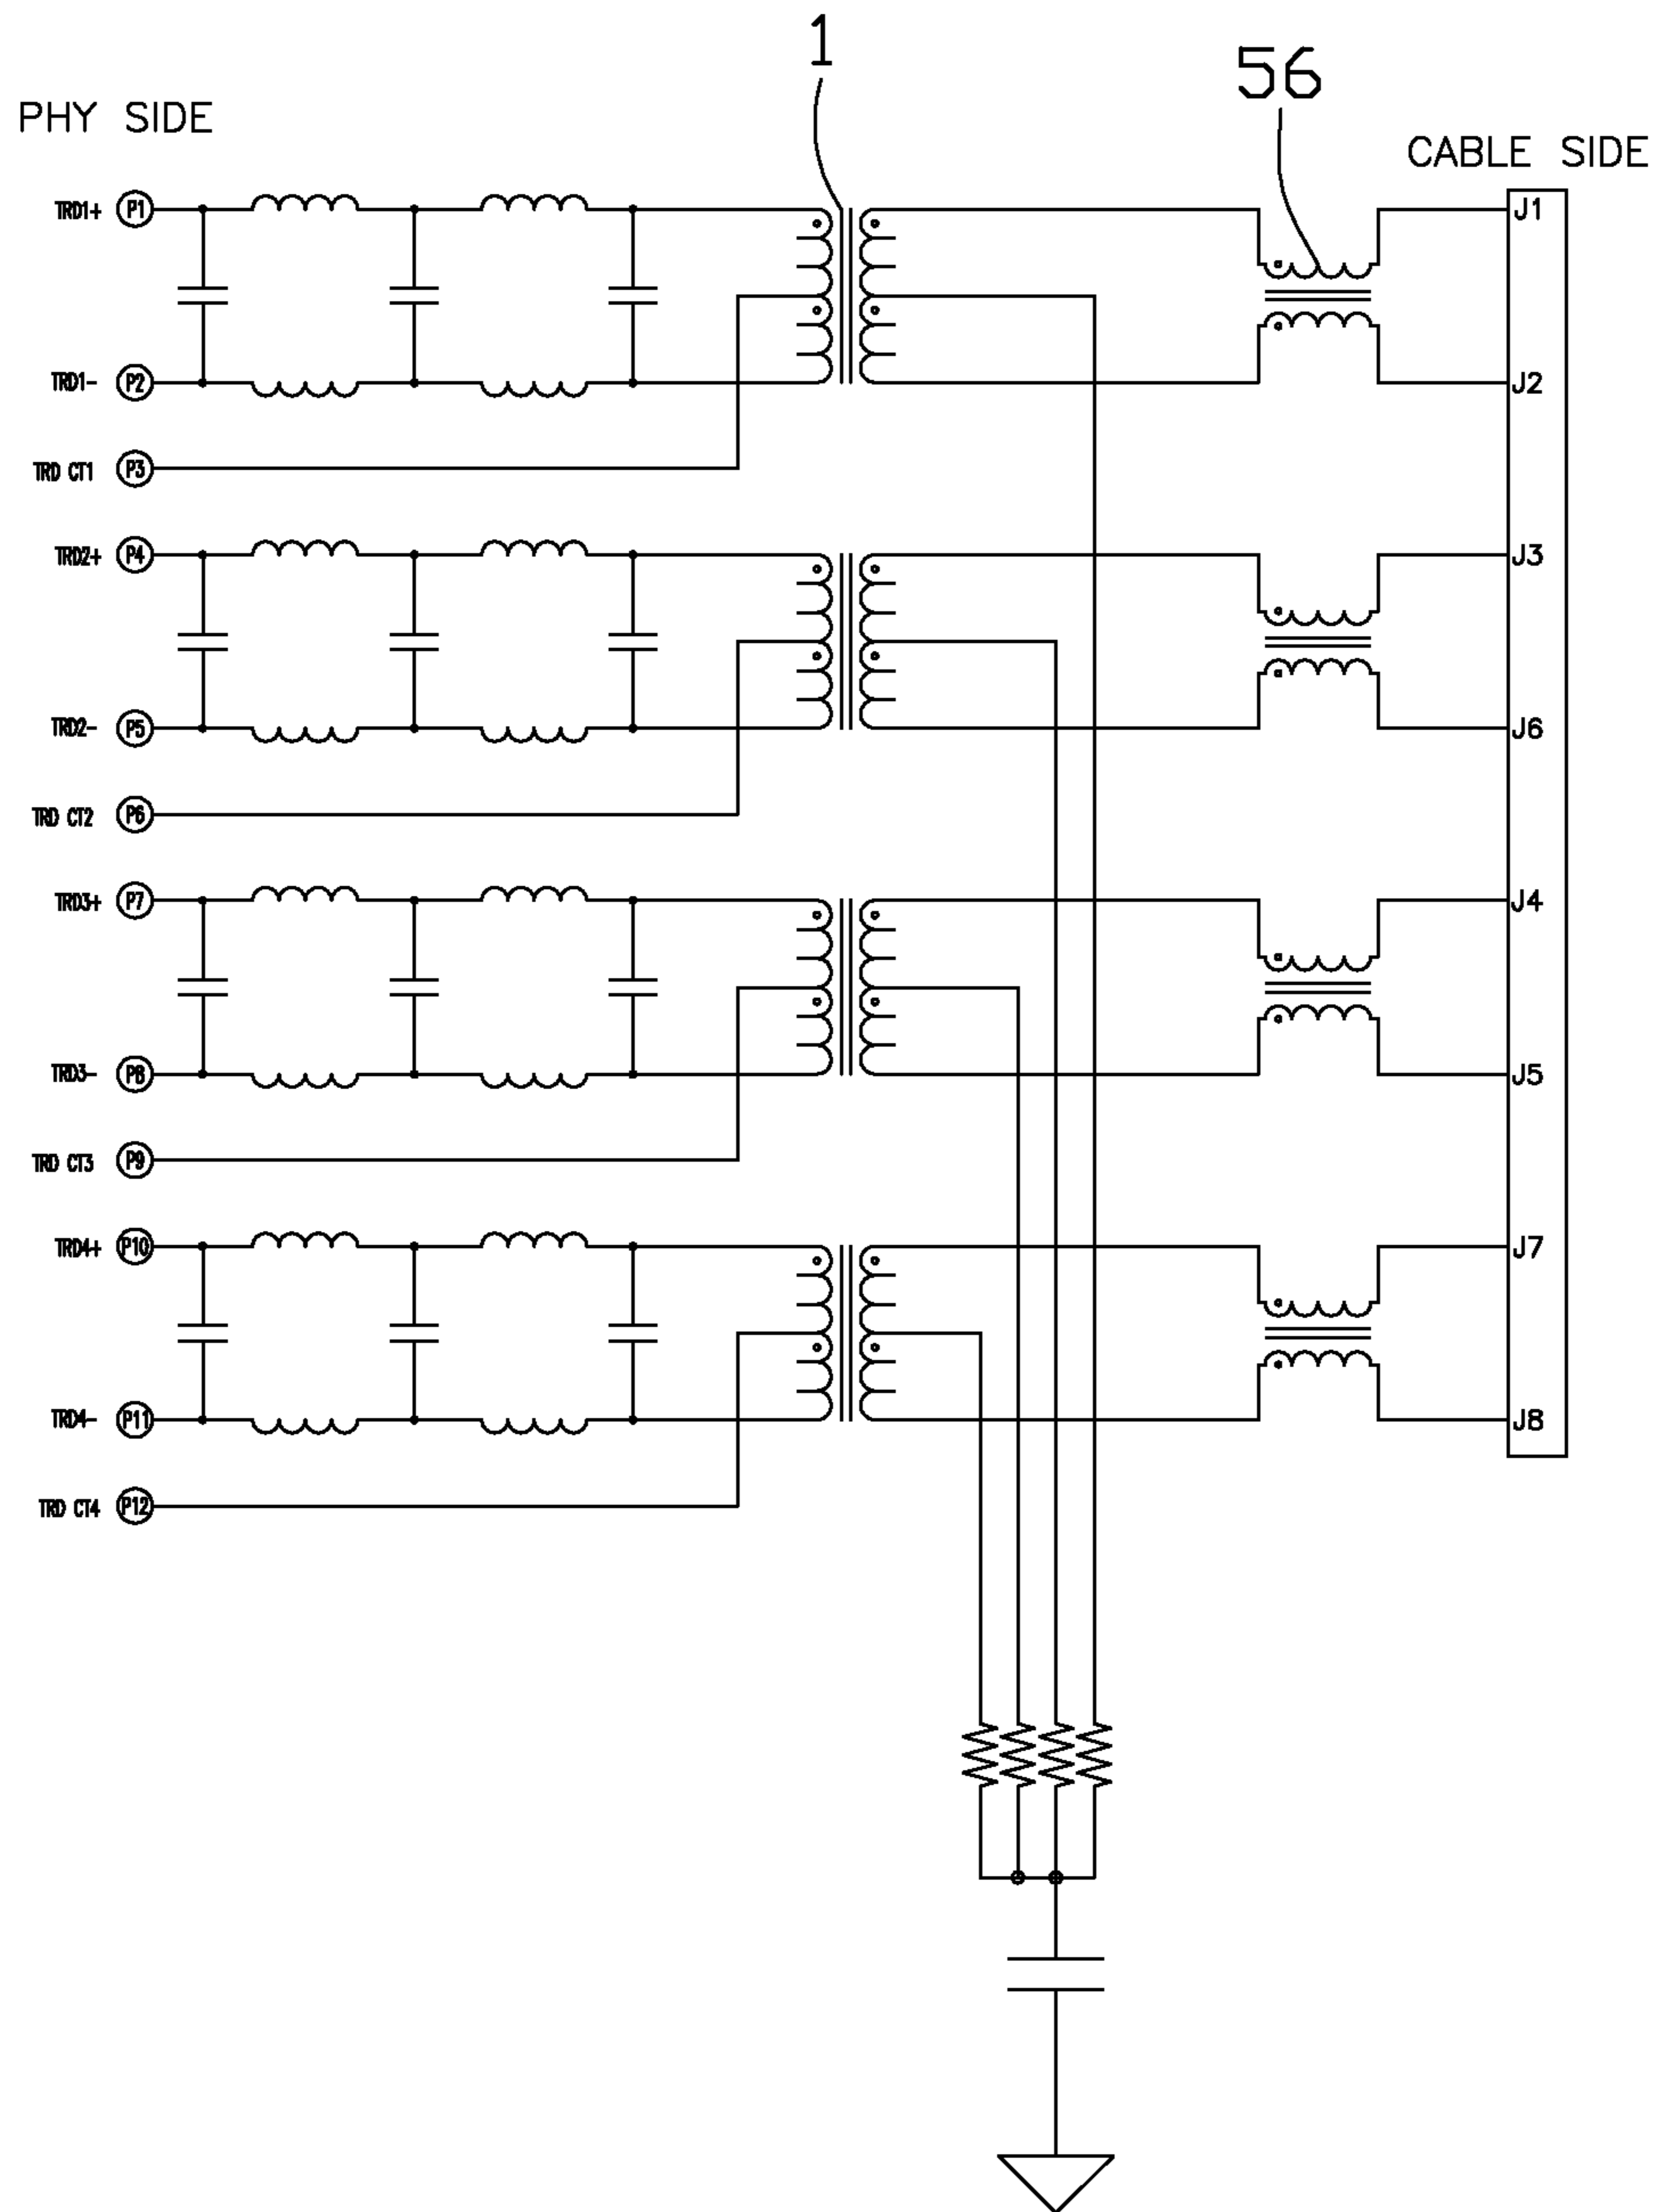 1
56
PHY SIDE
CABLE SIDE
TRD1+ P1
J1
TRD1- P2
J2
TRD CT1 P3
TRD2+ P4
J3
TRD2- P5
J6
TRD CT2 P6
TRD3+ P7
J4
TRD3- P8
J5
TRD CT3 P9
TRD4+ P10
J7
TRD4- P11
J8
TRD CT4 P12